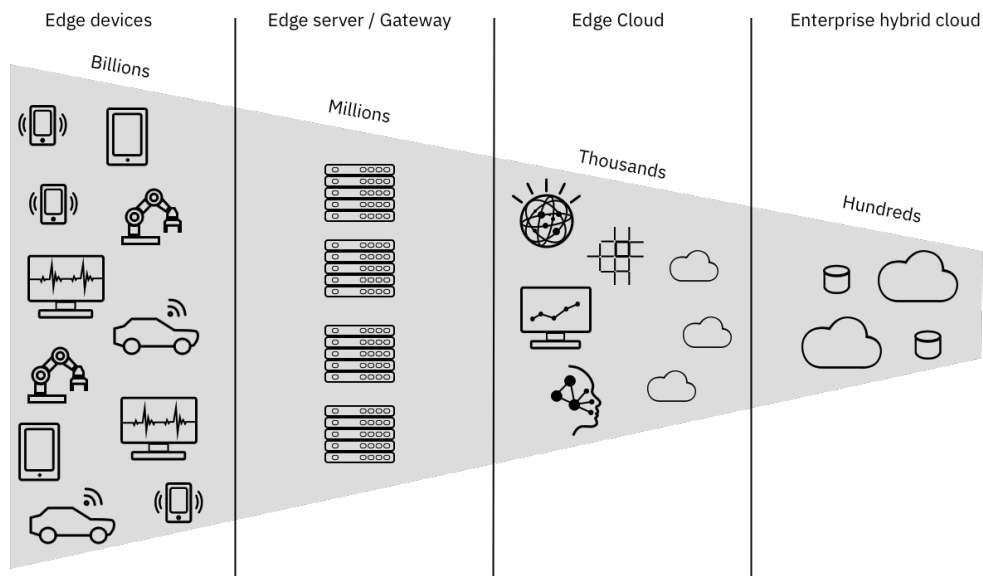 Edge devices
Edge server / Gateway
Edge Cloud
Enterprise hybrid cloud
Billions
Millions
Thousands
Hundreds